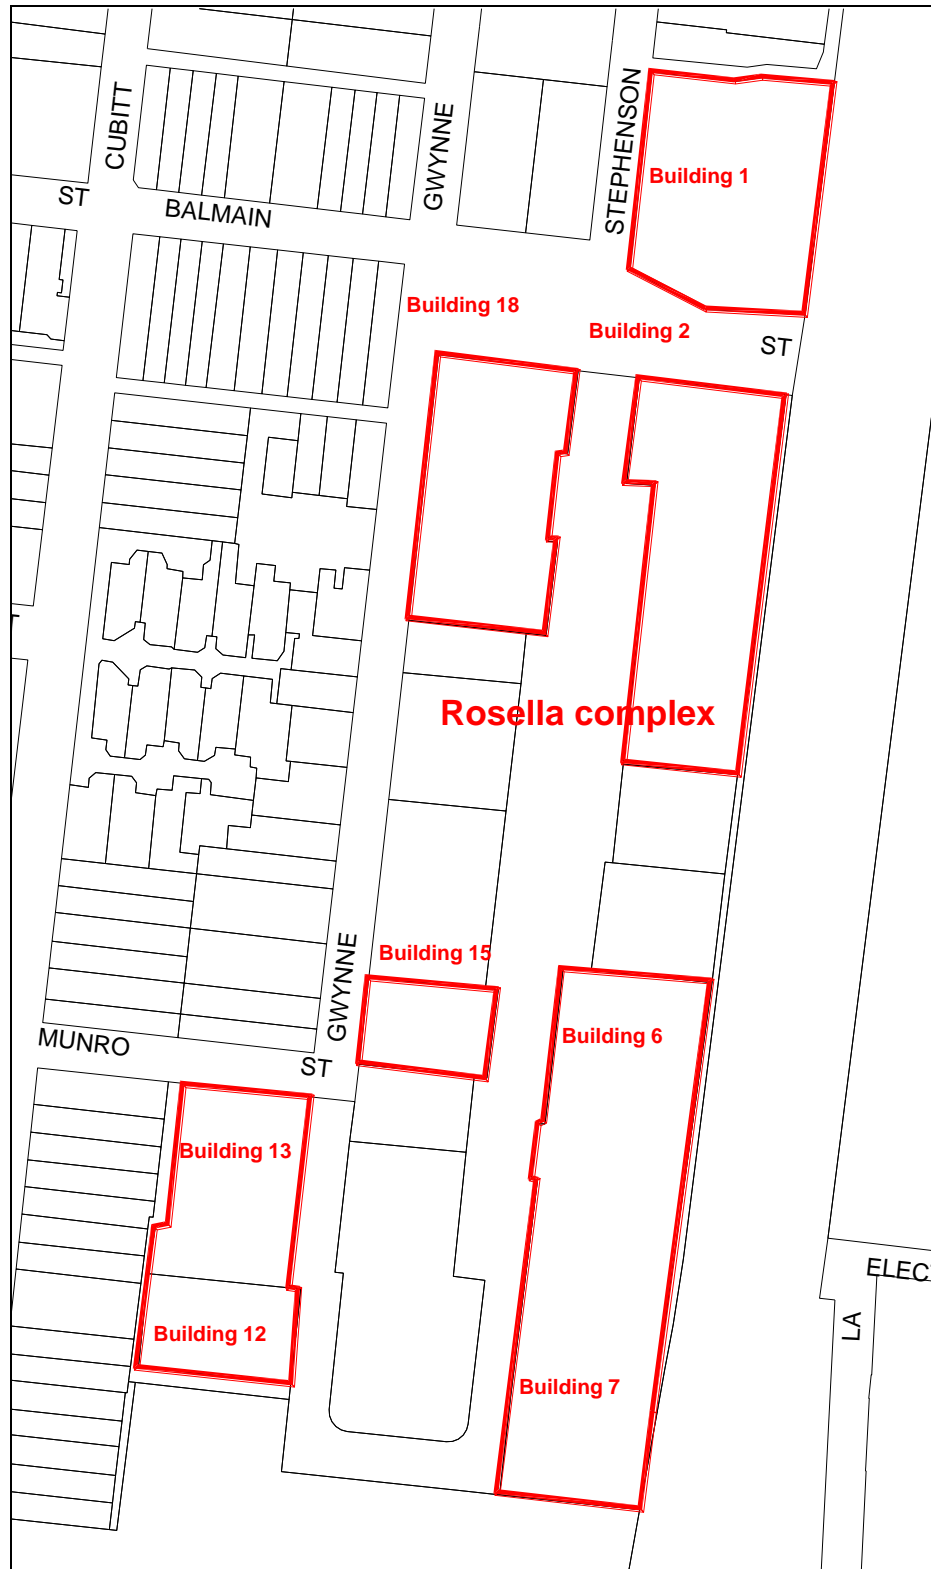 CUBITT
GWYNNE
STEPHENSON
Building 1
ST
BALMAIN
Building 18
Building 2
ST
Rosella complex
Building 15
GWYNNE
Building 6
MUNRO
ST
Building 13
ELEC
LA
Building 12
Building 7